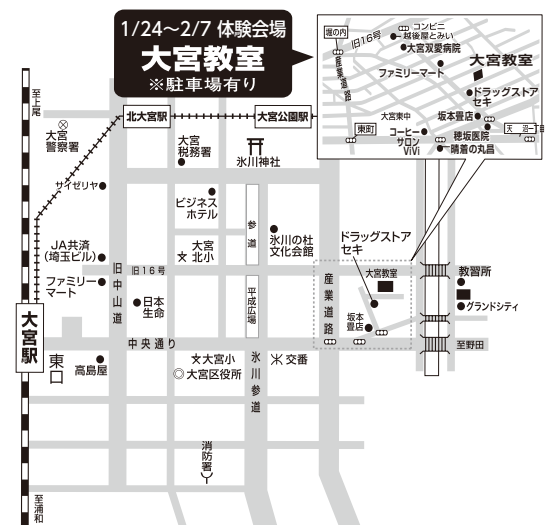 1/24～2/7 体験会場
大宮教室
※駐車場有り
堀の内
旧16号
産業道路
コンビニ
越後屋とみい
大宮双愛病院
ファミリーマート
大宮教室
ドラッグストア
セキ
大宮東中
坂本畳店
東町
コーヒー
サロン
ViVi
穂坂医院
天沼一丁目
晴着の丸昌
至上尾
大宮
警察署
北大宮駅
大宮公園駅
大宮
税務署
氷川神社
サイゼリヤ
ビジネス
ホテル
参道
JA共済
（埼玉ビル）
大宮
北小
氷川の杜
文化会館
ドラッグストア
セキ
旧16号
ファミリー
マート
旧中山道
日本
生命
平成広場
産業道路
大宮教室
坂本
畳店
教習所
グランドシティ
大宮駅
東口
中央通り
至野田
高島屋
大宮小
大宮区役所
氷川参道
交番
消防署
至浦和